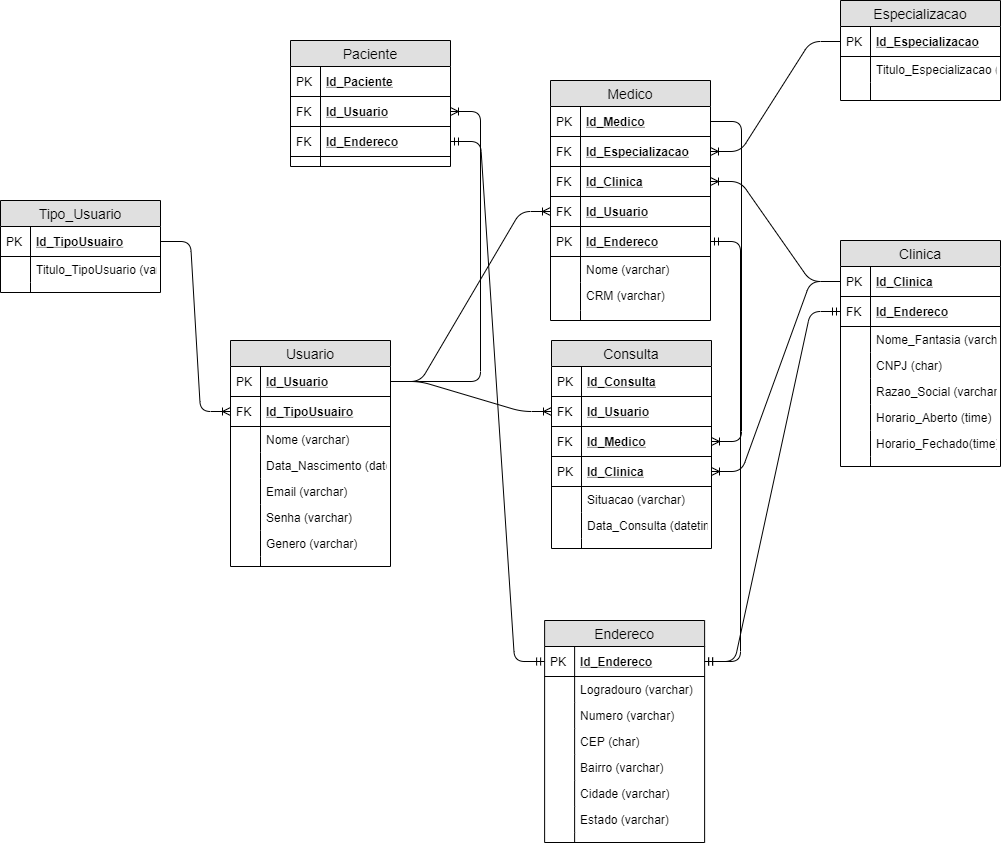 Especializacao
PK Id_Especializacao
Titulo_Especializacao (
Paciente
PK Id_Paciente
FK Id_Usuario
FK Id_Endereco
Medico
PK Id_Medico
FK Id_Especializacao
FK Id_Clinica
FK Id_Usuario
PK Id_Endereco
Nome (varchar)
CRM (varchar)
Tipo_Usuario
PK Id_TipoUsuairo
Titulo_TipoUsuario (va
Clinica
PK Id_Clinica
FK Id_Endereco
Nome_Fantasia (varch
CNPJ (char)
Razao_Social (varchar
Horario_Aberto (time)
Horario_Fechado(time
Usuario
PK Id_Usuario
FK Id_TipoUsuairo
Nome (varchar)
Data_Nascimento (dat
Email (varchar)
Senha (varchar)
Genero (varchar)
Consulta
PK Id_Consulta
FK Id_Usuario
FK Id_Medico
PK Id_Clinica
Situacao (varchar)
Data_Consulta (datetin
Endereco
PK Id_Endereco
Logradouro (varchar)
Numero (varchar)
CEP (char)
Bairro (varchar)
Cidade (varchar)
Estado (varchar)